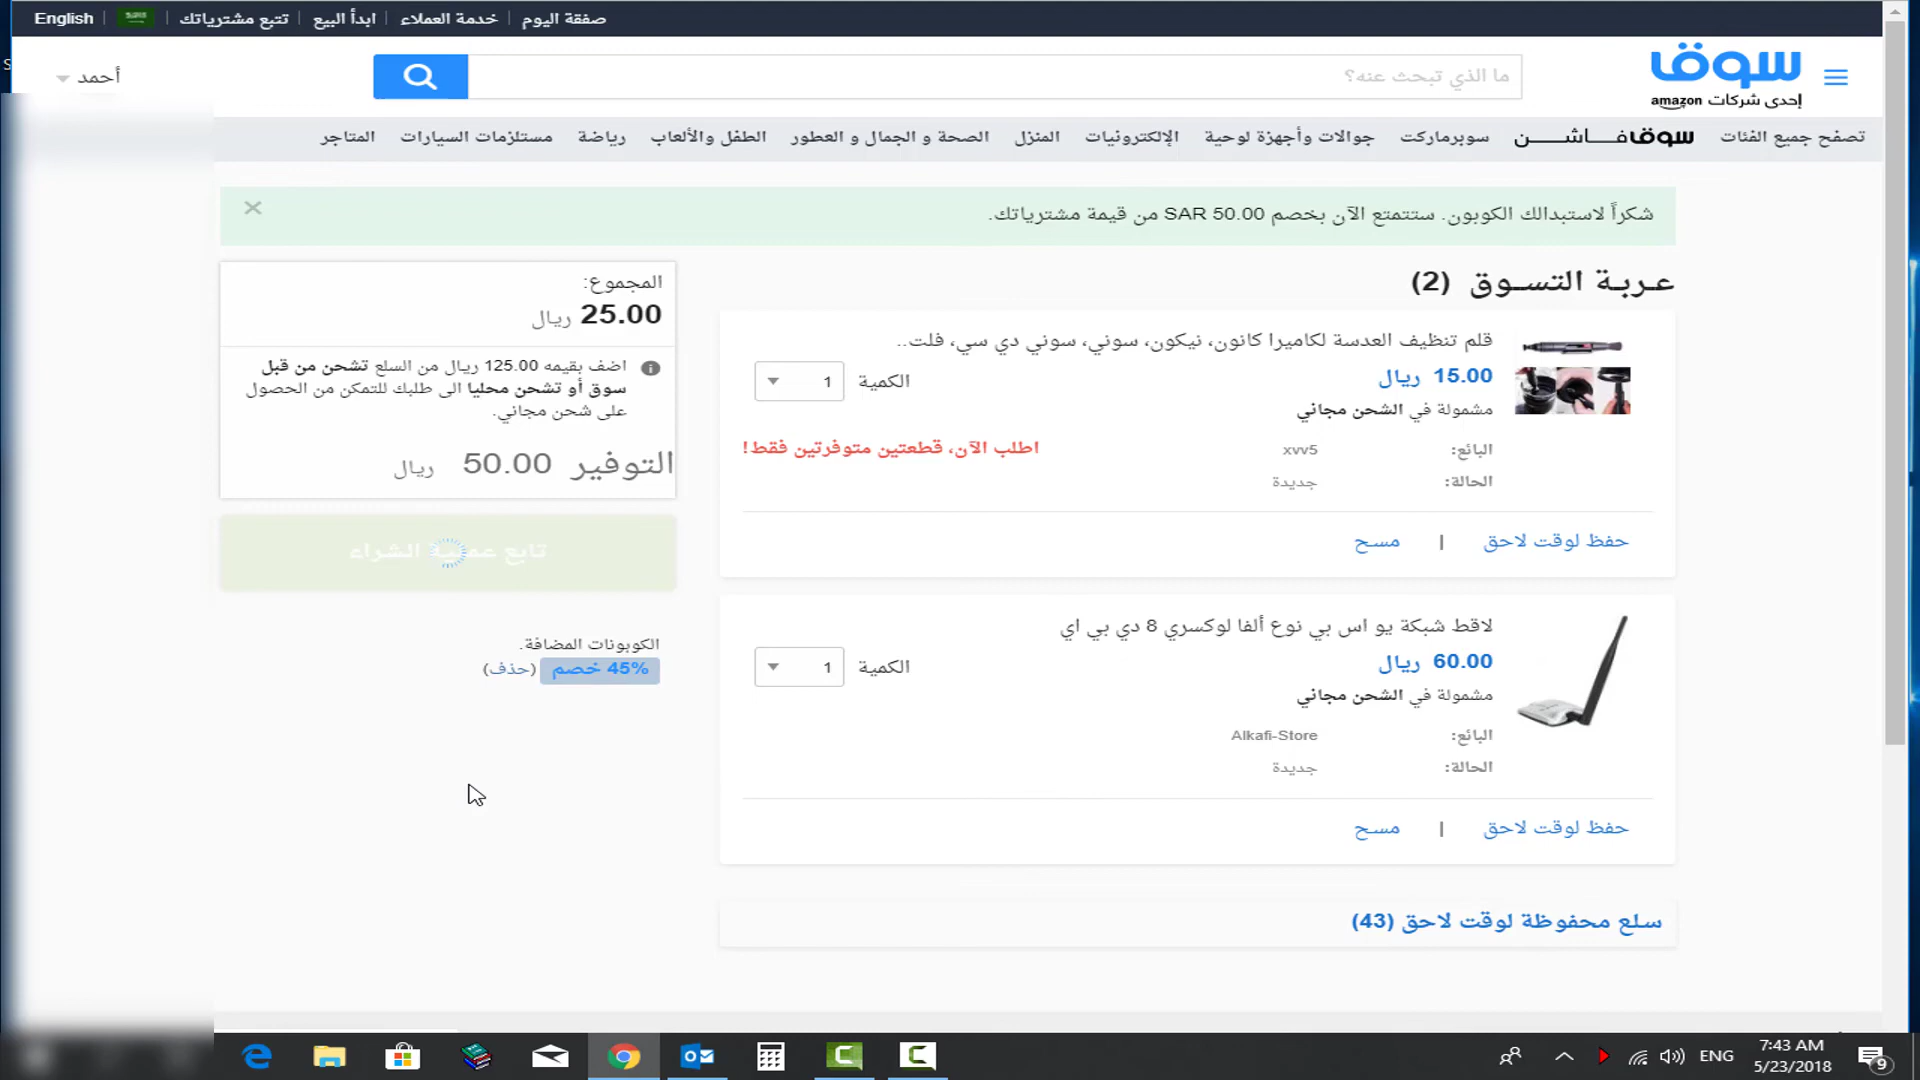 صفقة اليوم | خدمة العملاء | ابدأ البيع | تتبع مشترياتك | English
سوق
إحدى شركات amazon
ما الذي تبحث عنه؟
أحمد
تصفح جميع الفئات سوق فاشن سوبرماركت جوالات وأجهزة لوحية الإلكترونيات المنزل الصحة و الجمال و العطور الطفل والألعاب رياضة مستلزمات السيارات المتاجر
شكراً لاستبدالك الكوبون. ستتمتع الآن بخصم SAR 50.00 من قيمة مشترياتك.
عربة التسوق (2)
قلم تنظيف العدسة لكاميرا كانون، نيكون، سوني، سوني دي سي، فلت..
15.00 ريال
الكمية 1
مشمولة في الشحن مجاني
البائع: xvv5
اطلب الآن، قطعتين متوفرتين فقط!
الحالة: جديدة
حفظ لوقت لاحق | مسح
لاقط شبكة يو اس بي نوع ألفا لوكسري 8 دي بي اي
60.00 ريال
الكمية 1
مشمولة في الشحن مجاني
البائع: Alkafi-Store
الحالة: جديدة
حفظ لوقت لاحق | مسح
سلع محفوظة لوقت لاحق (43)
المجموع:
25.00 ريال
اضف بقيمه 125.00 ريال من السلع تشحن من قبل
سوق أو تشحن محليا الى طلبك للتمكن من الحصول
على شحن مجاني.
التوفير 50.00 ريال
تابع عملية الشراء
الكوبونات المضافة.
45% خصم (حذف)
ENG
7:43 AM
5/23/2018
9